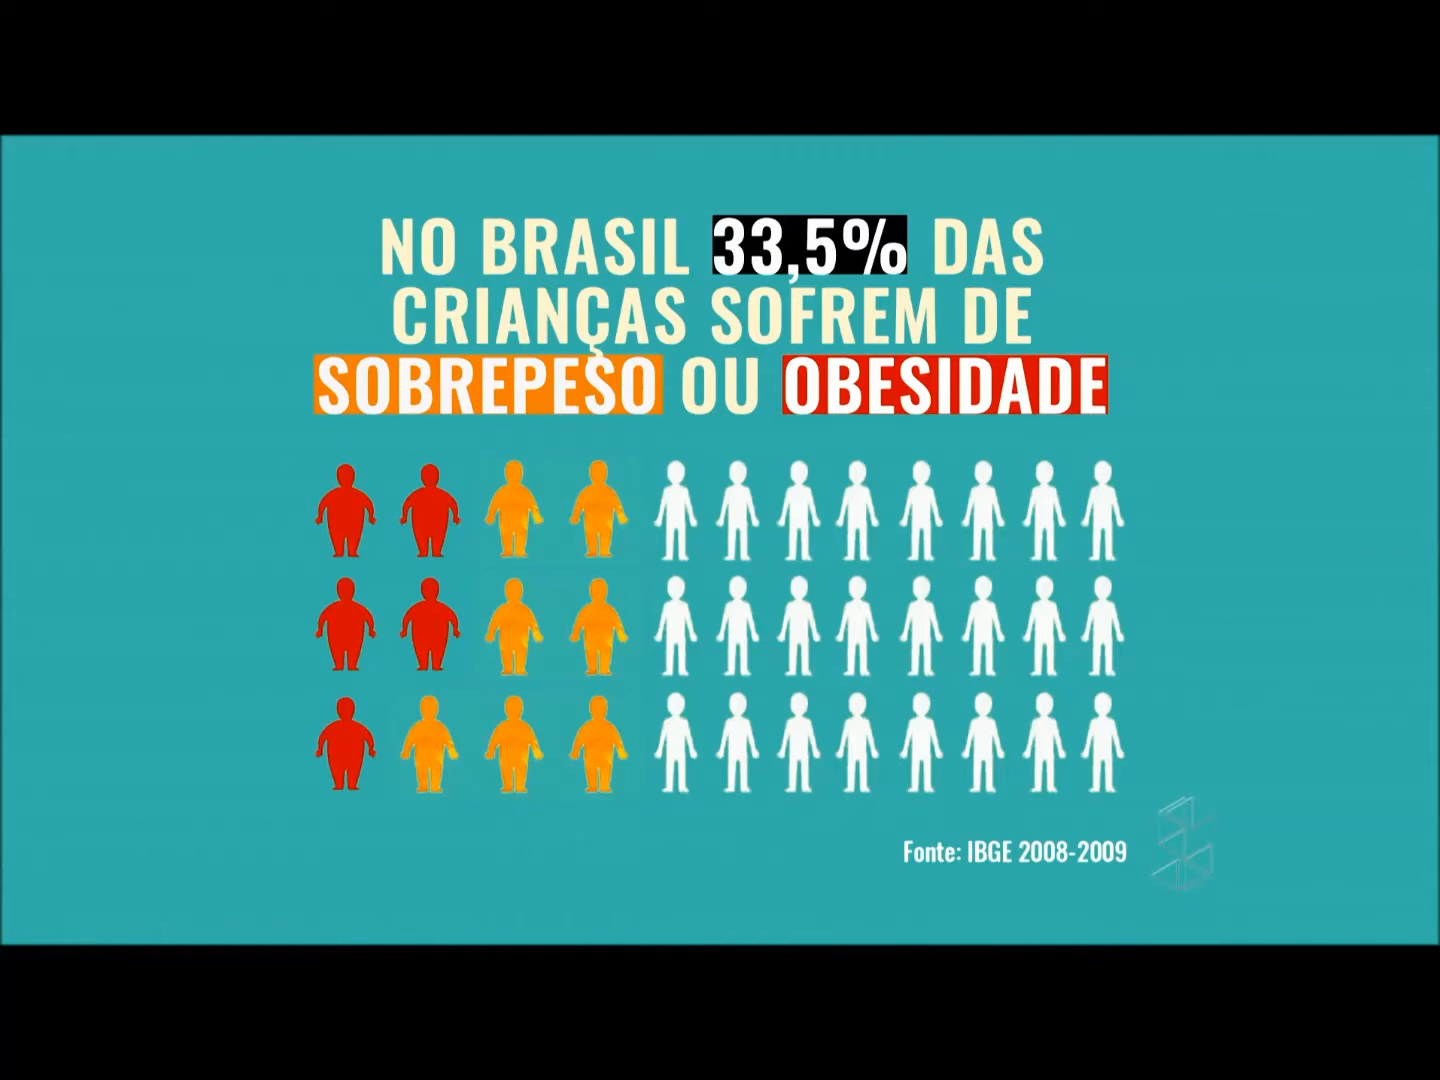 NO BRASIL 33,5% DAS
CRIANÇAS SOFREM DE
SOBREPESO OU OBESIDADE
Fonte: IBGE 2008-2009